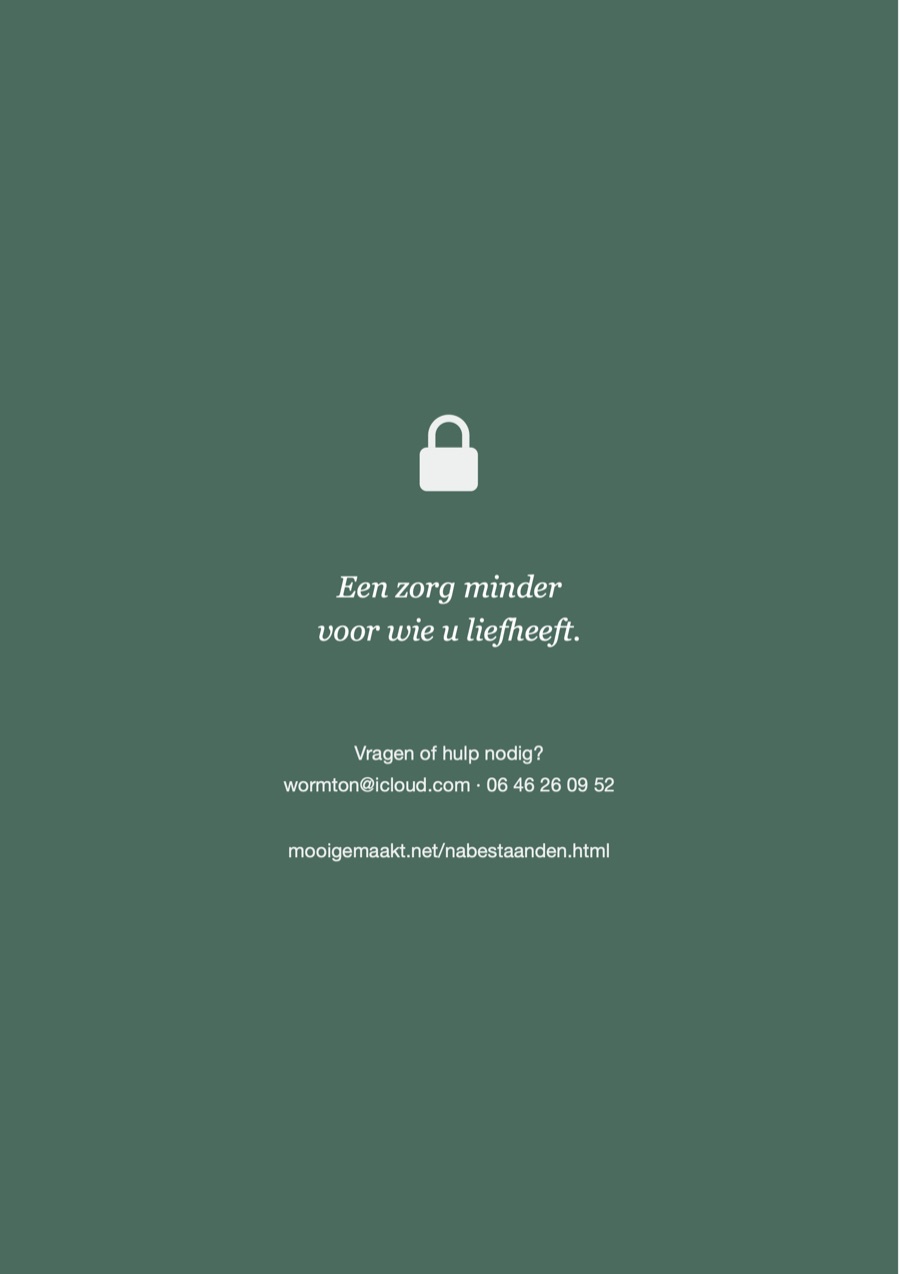 Een zorg minder
voor wie u liefheeft.
Vragen of hulp nodig?
wormton@icloud.com · 06 46 26 09 52
mooigemaakt.net/nabestaanden.html